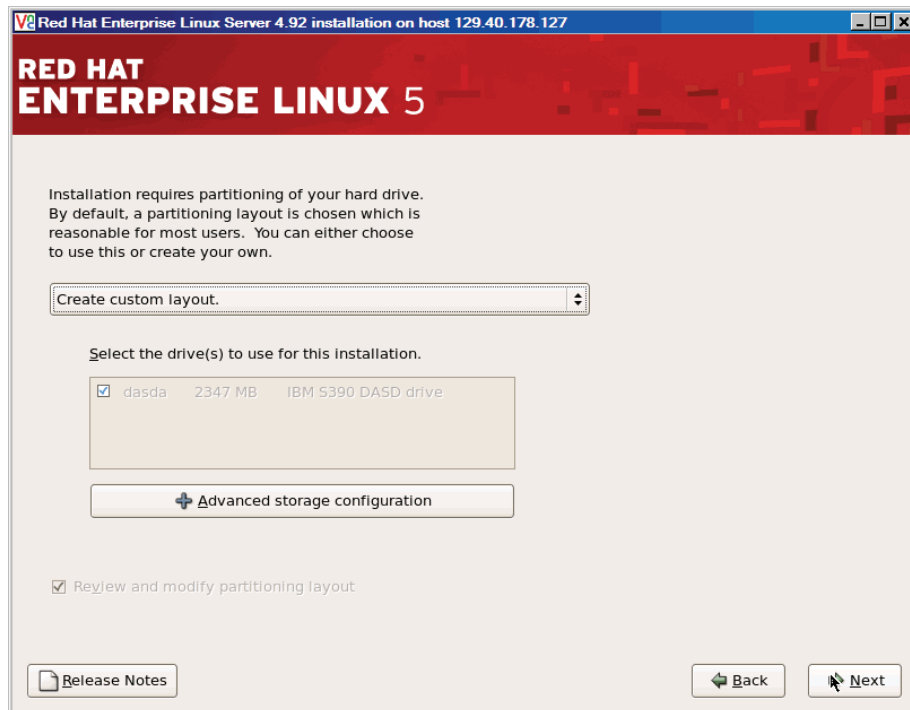 Red Hat Enterprise Linux Server 4.92 installation on host 129.40.178.127
RED HAT
ENTERPRISE LINUX 5
Installation requires partitioning of your hard drive.
By default, a partitioning layout is chosen which is
reasonable for most users. You can either choose
to use this or create your own.
Create custom layout.
Select the drive(s) to use for this installation.
dasda 2347 MB IBM S390 DASD drive
Advanced storage configuration
Review and modify partitioning layout
Release Notes
Back
Next